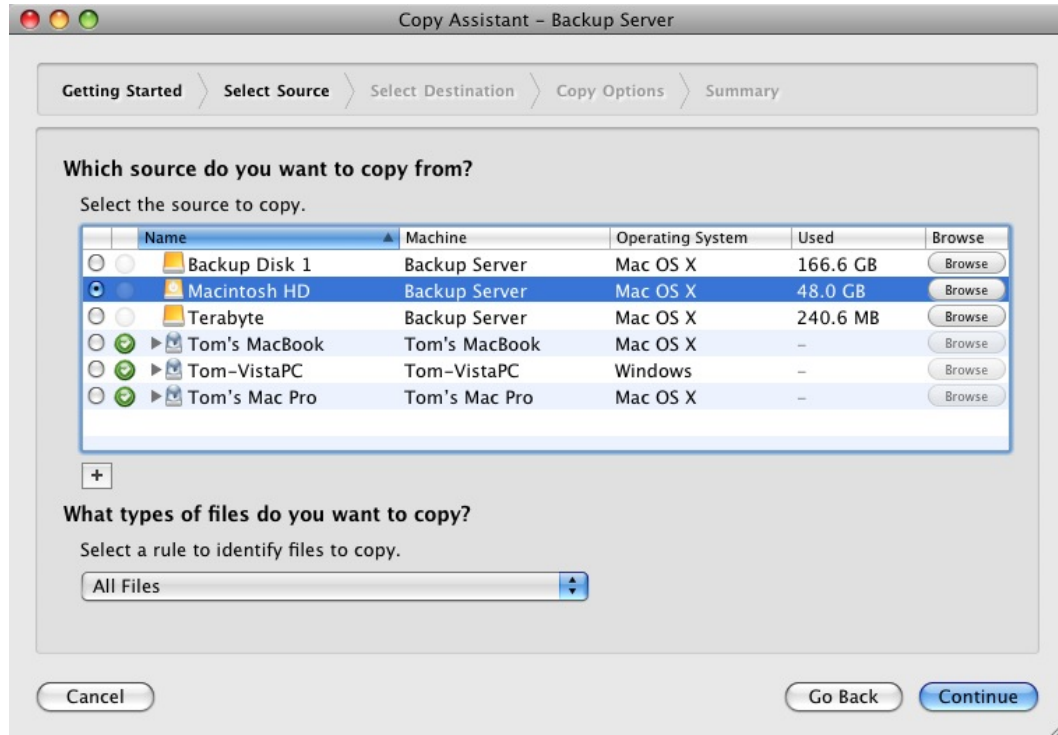 Copy Assistant – Backup Server
Getting Started Select Source Select Destination Copy Options Summary
Which source do you want to copy from?
Select the source to copy.
Name Machine Operating System Used Browse
Backup Disk 1 Backup Server Mac OS X 166.6 GB Browse
Macintosh HD Backup Server Mac OS X 48.0 GB Browse
Terabyte Backup Server Mac OS X 240.6 MB Browse
Tom's MacBook Tom's MacBook Mac OS X – Browse
Tom-VistaPC Tom-VistaPC Windows – Browse
Tom's Mac Pro Tom's Mac Pro Mac OS X – Browse
+
What types of files do you want to copy?
Select a rule to identify files to copy.
All Files
Cancel Go Back Continue